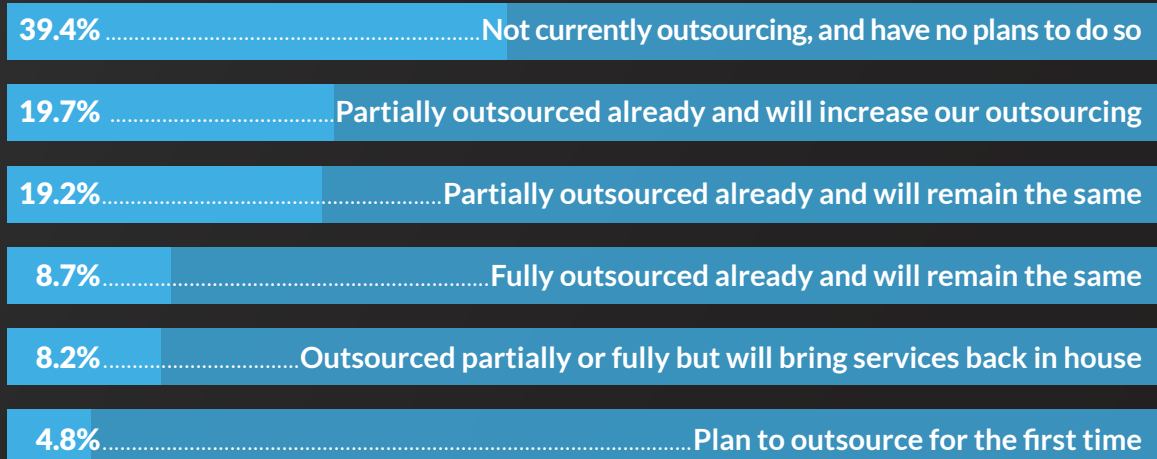 39.4% ........................................................ Not currently outsourcing, and have no plans to do so
19.7% .................................. Partially outsourced already and will increase our outsourcing
19.2%................................................... Partially outsourced already and will remain the same
8.7%.......................................................... Fully outsourced already and will remain the same
8.2%............................. Outsourced partially or fully but will bring services back in house
4.8%........................................................................................ Plan to outsource for the first time